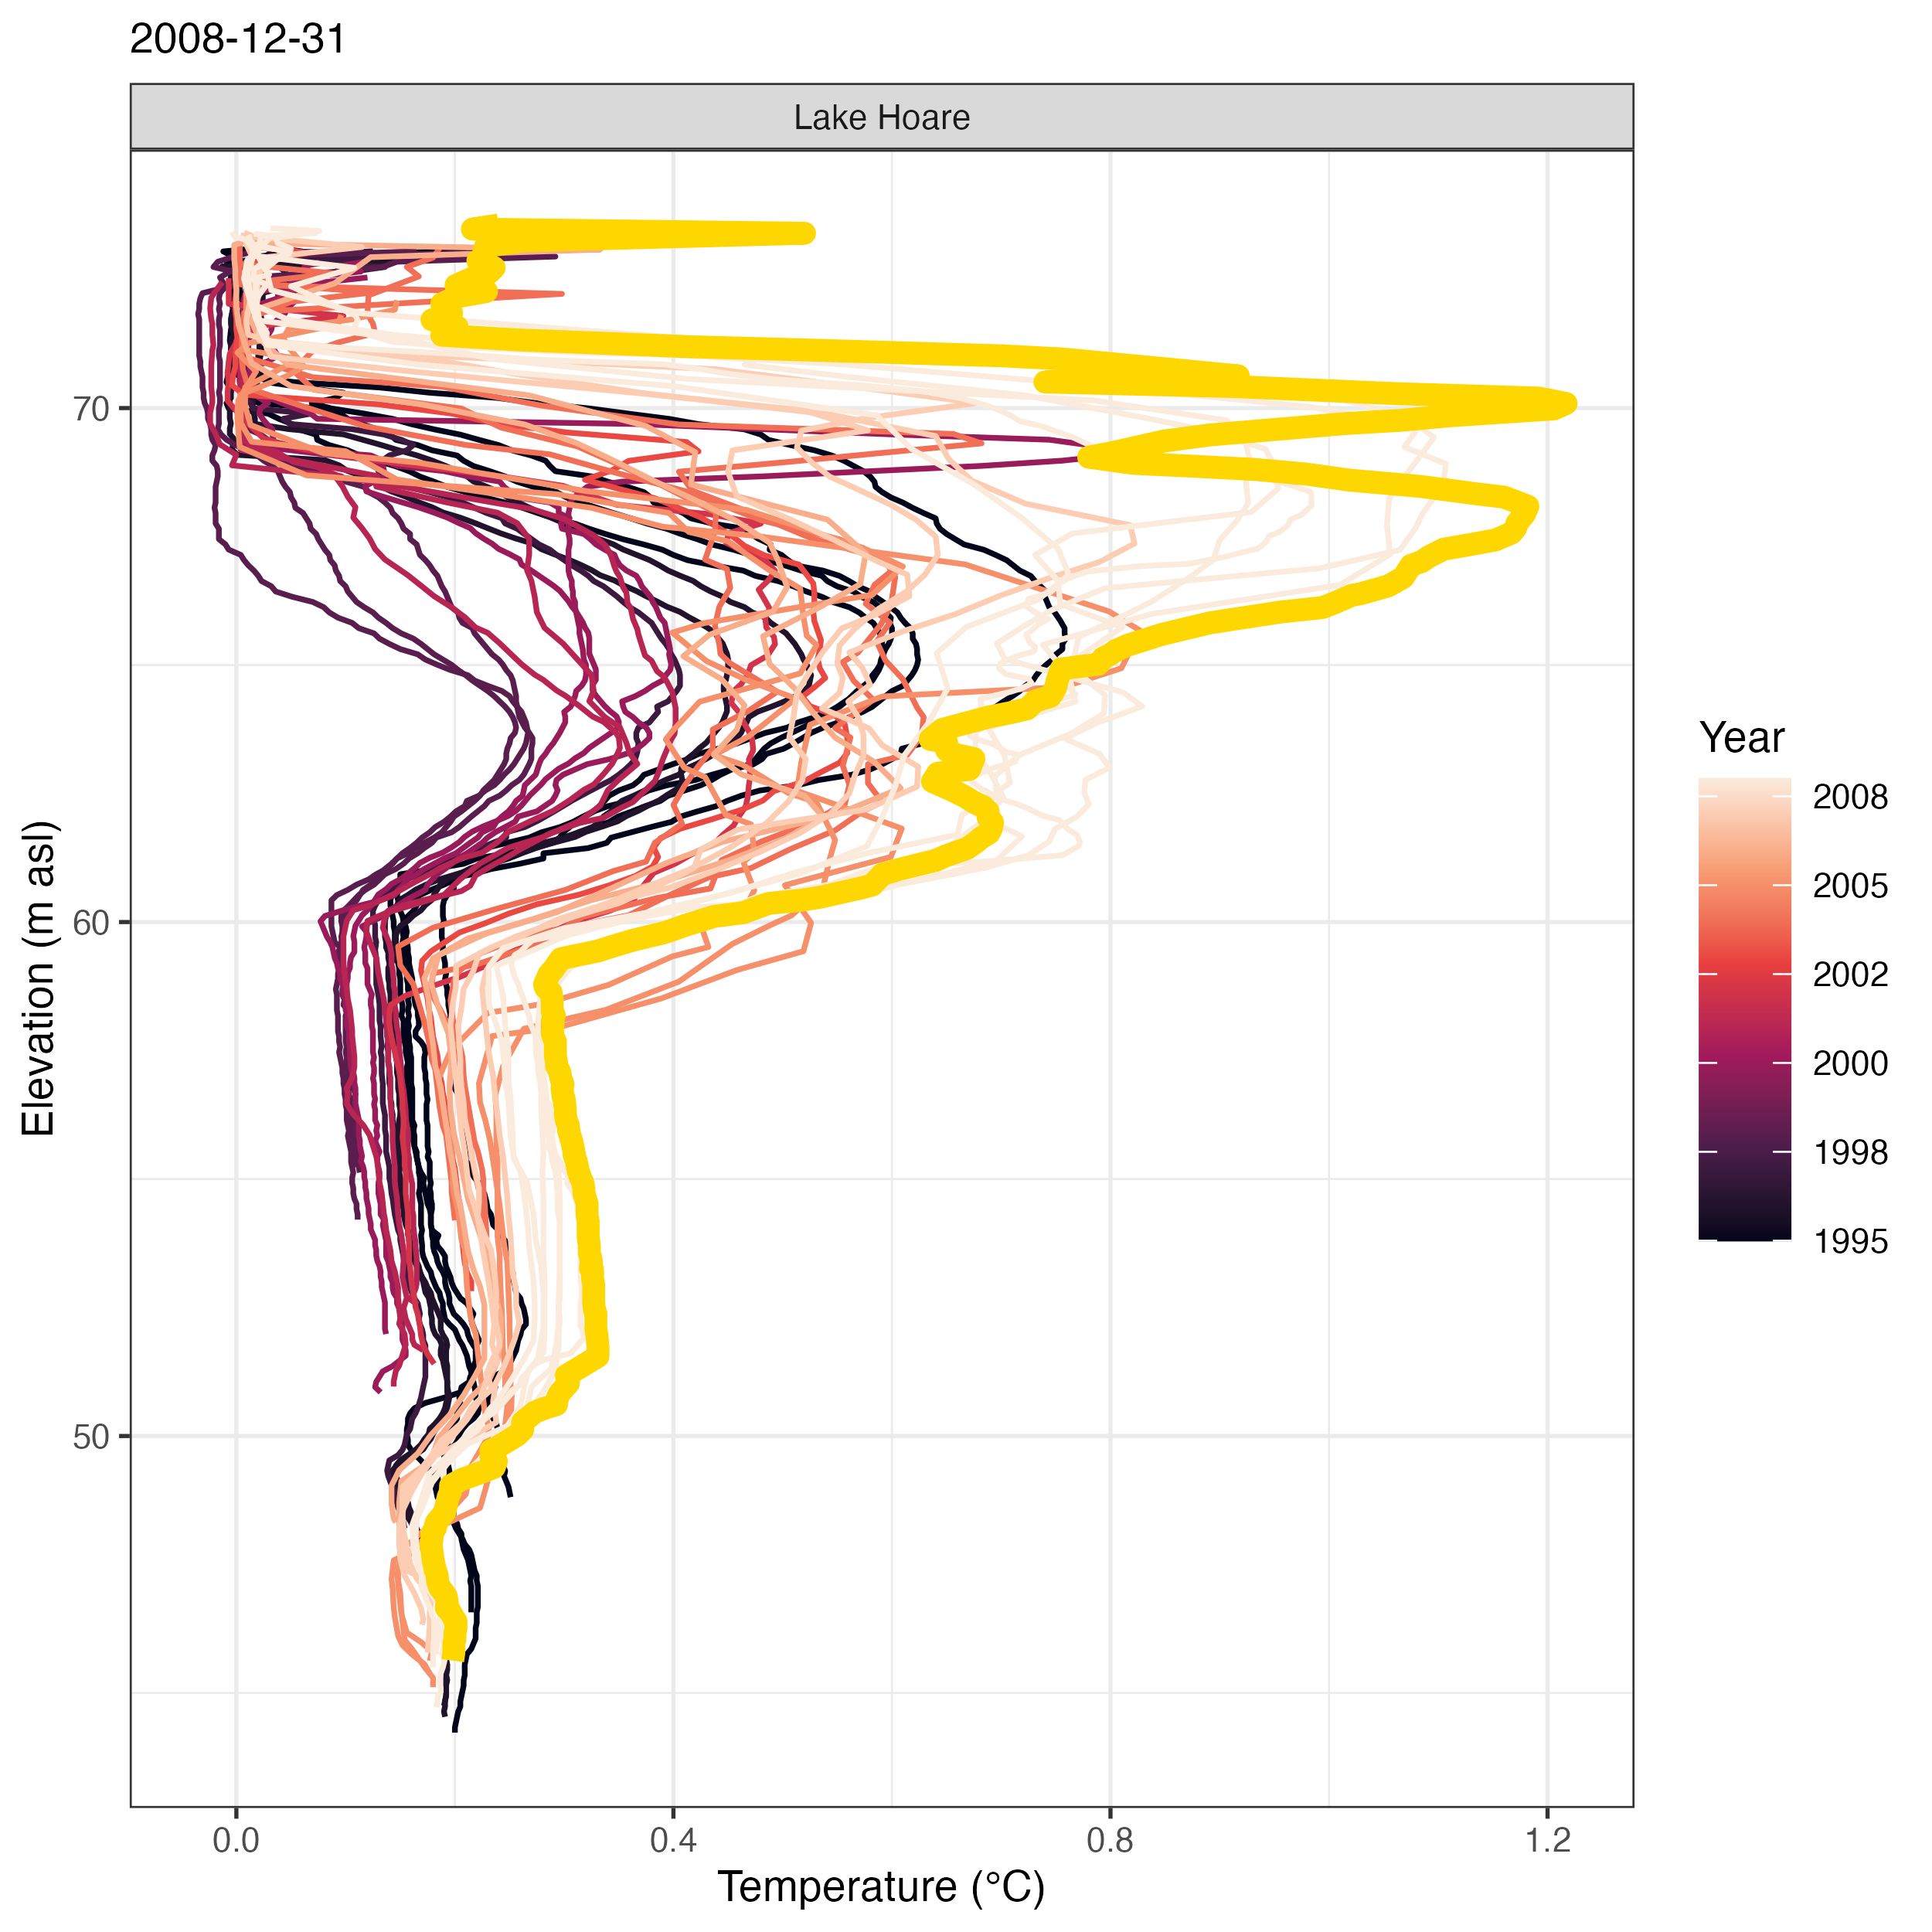 2008-12-31
Lake Hoare
Elevation (m asl)
70
60
50
0.0 0.4 0.8 1.2
Temperature (°C)
Year
2008
2005
2002
2000
1998
1995